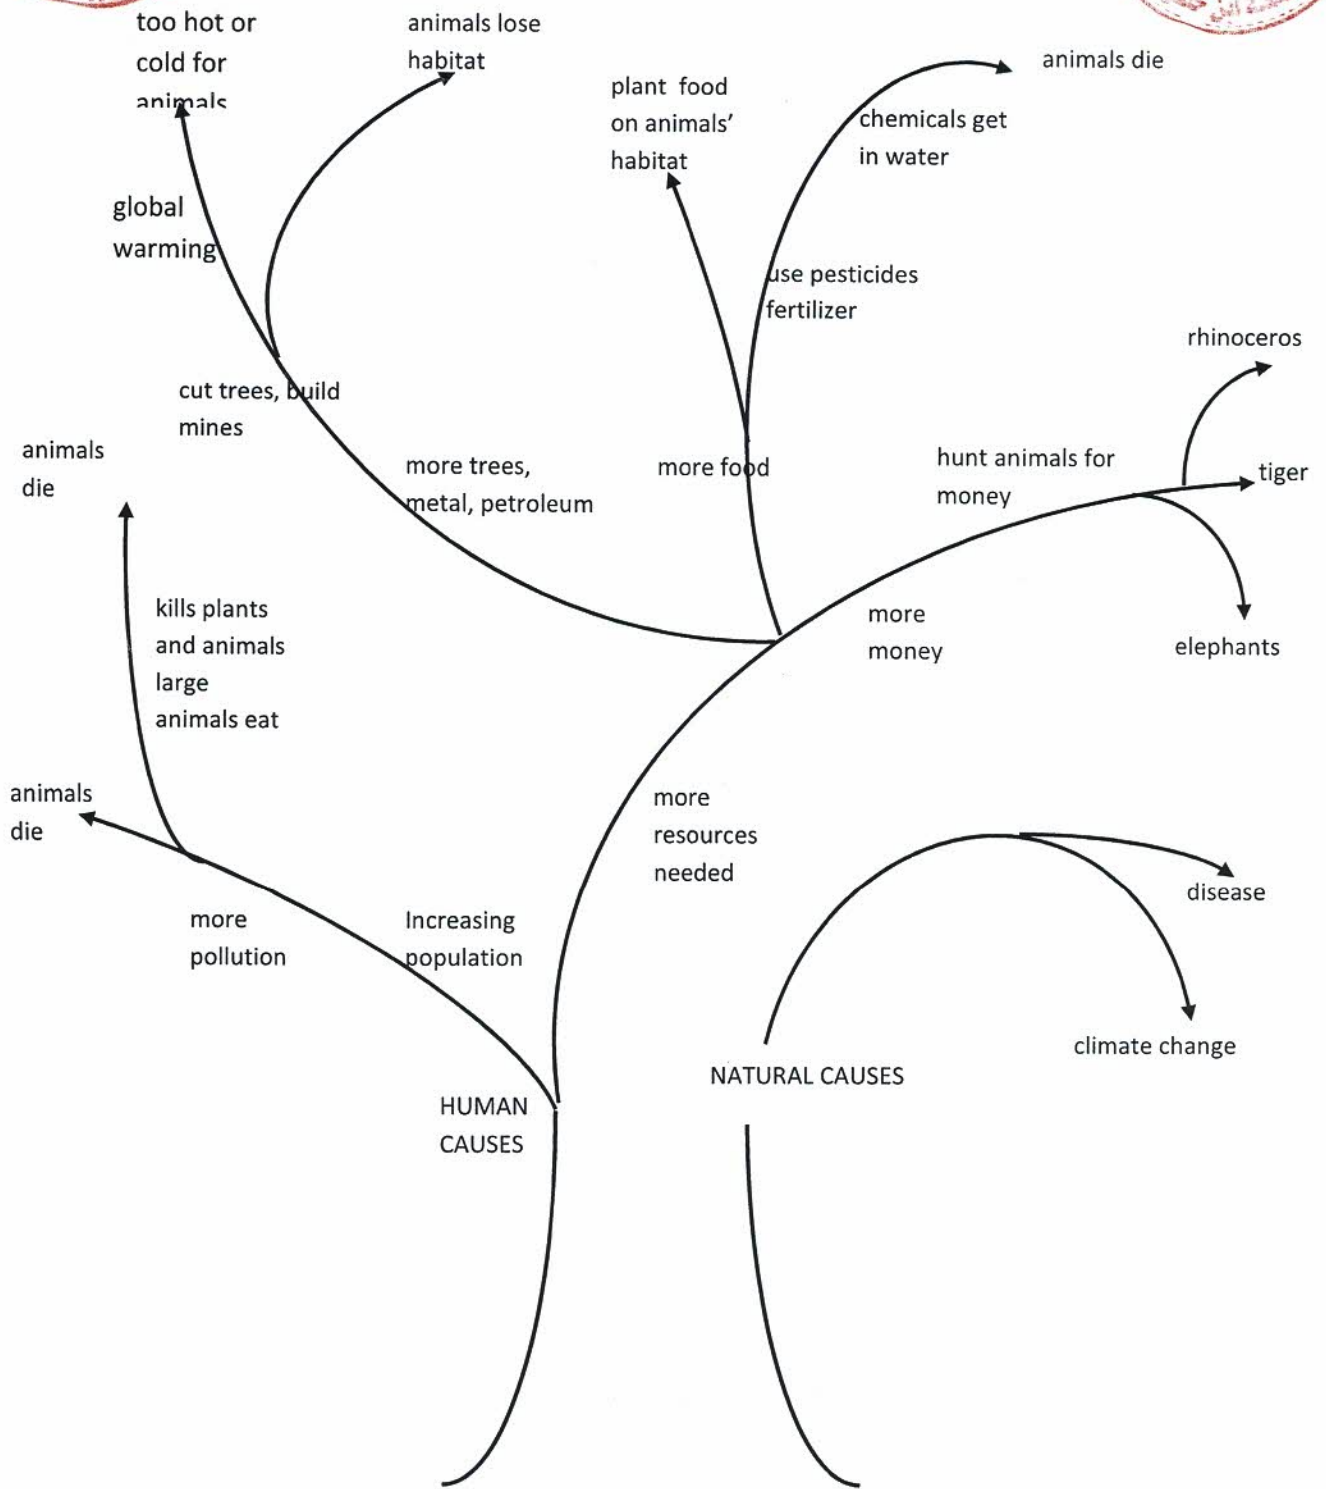 too hot or
cold for
animals
animals lose
habitat
plant food
on animals’
habitat
animals die
chemicals get
in water
global
warming
use pesticides
fertilizer
rhinoceros
cut trees, build
mines
animals
die
more trees,
metal, petroleum
more food
hunt animals for
money
tiger
kills plants
and animals
large
animals eat
more
money
elephants
animals
die
more
resources
needed
disease
more
pollution
Increasing
population
climate change
NATURAL CAUSES
HUMAN
CAUSES